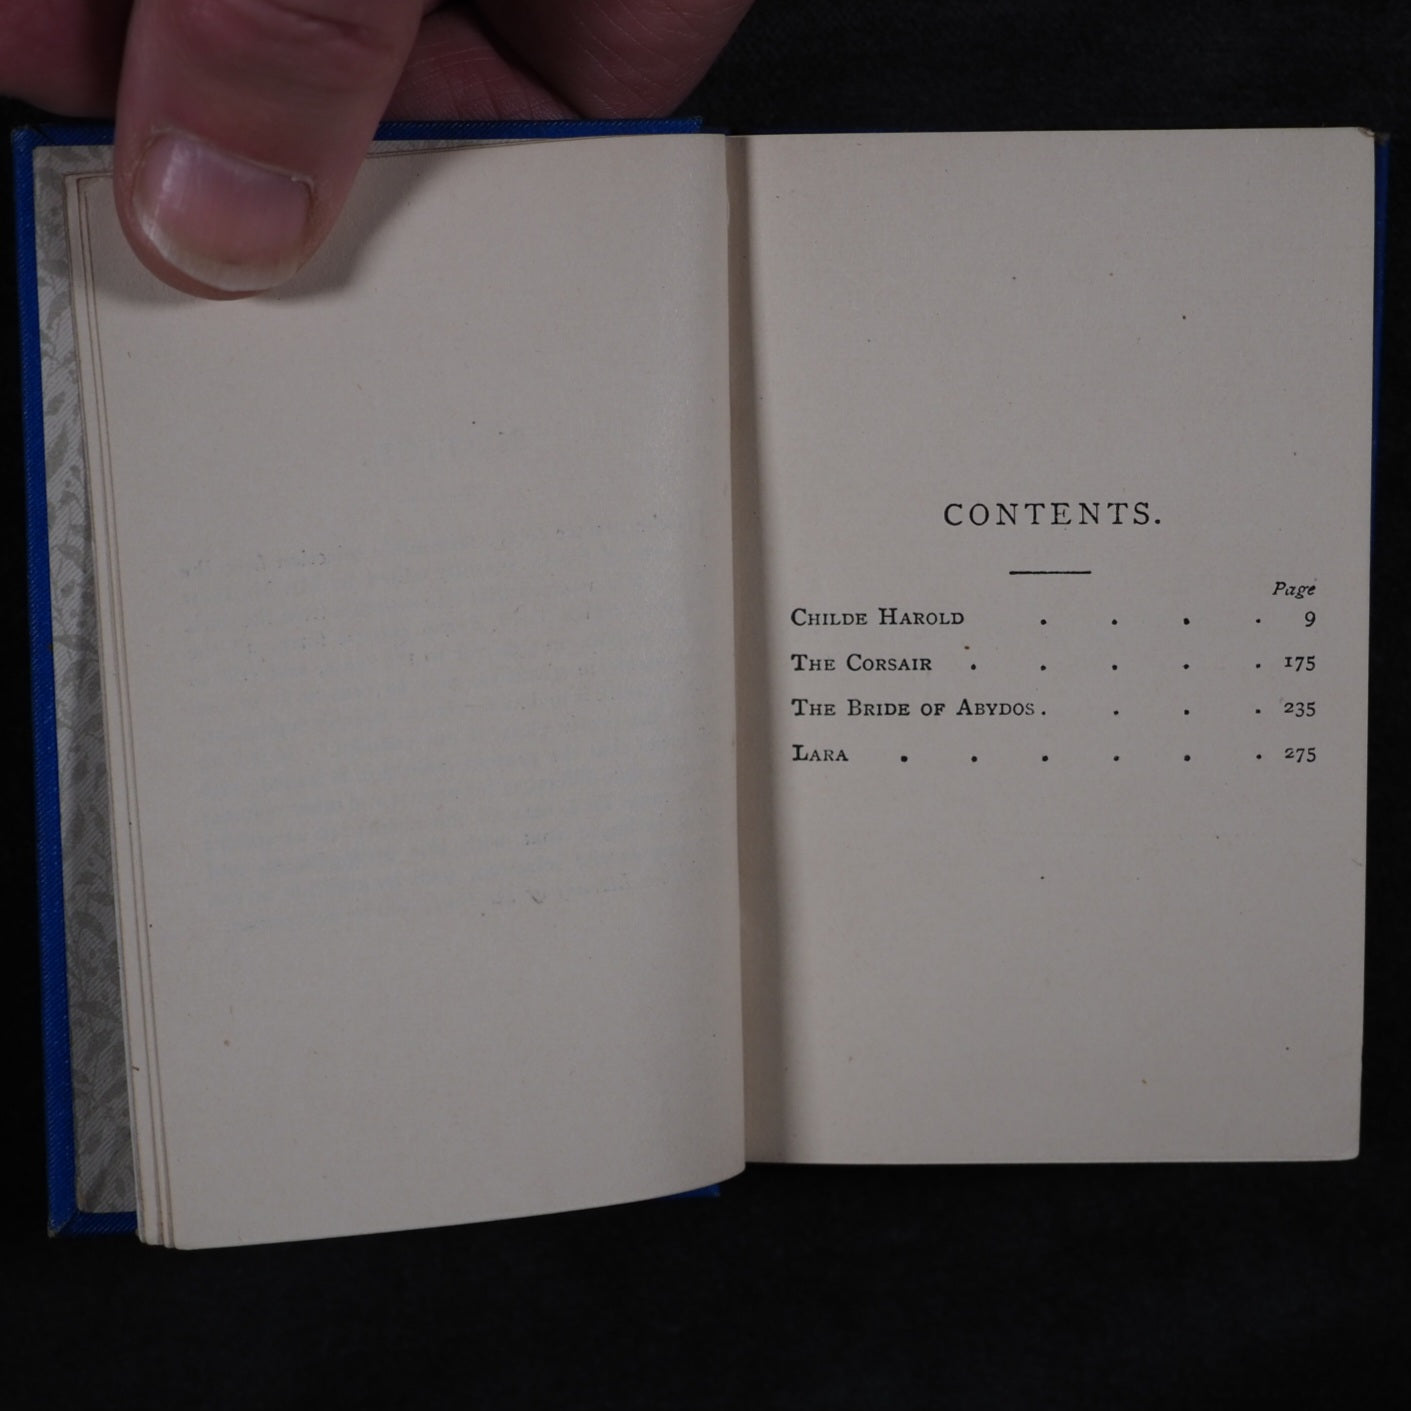 CONTENTS.
Page
CHILDE HAROLD . . . . 9
THE CORSAIR . . . . . 175
THE BRIDE OF ABYDOS . . . . 235
LARA . . . . . . 275